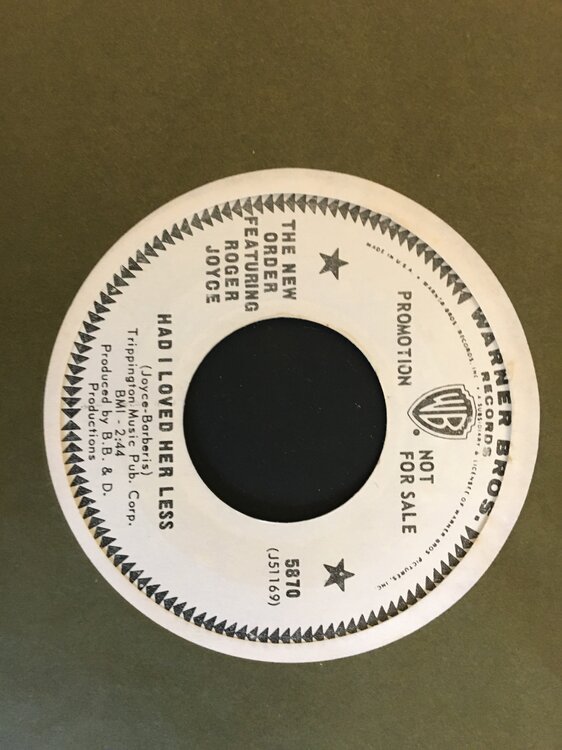 WARNER BROS.
RECORDS
MADE IN U.S.A. • WARNER BROS. RECORDS, INC. • A SUBSIDIARY & LICENSEE OF WARNER BROS. PICTURES, INC.
PROMOTION
WB
NOT
FOR SALE
THE NEW
ORDER
FEATURING
ROGER
JOYCE
5870
(J51169)
HAD I LOVED HER LESS
(Joyce-Barberis)
Trippington Music Pub. Corp.
BMI - 2:44
Produced by B.B. & D.
Productions